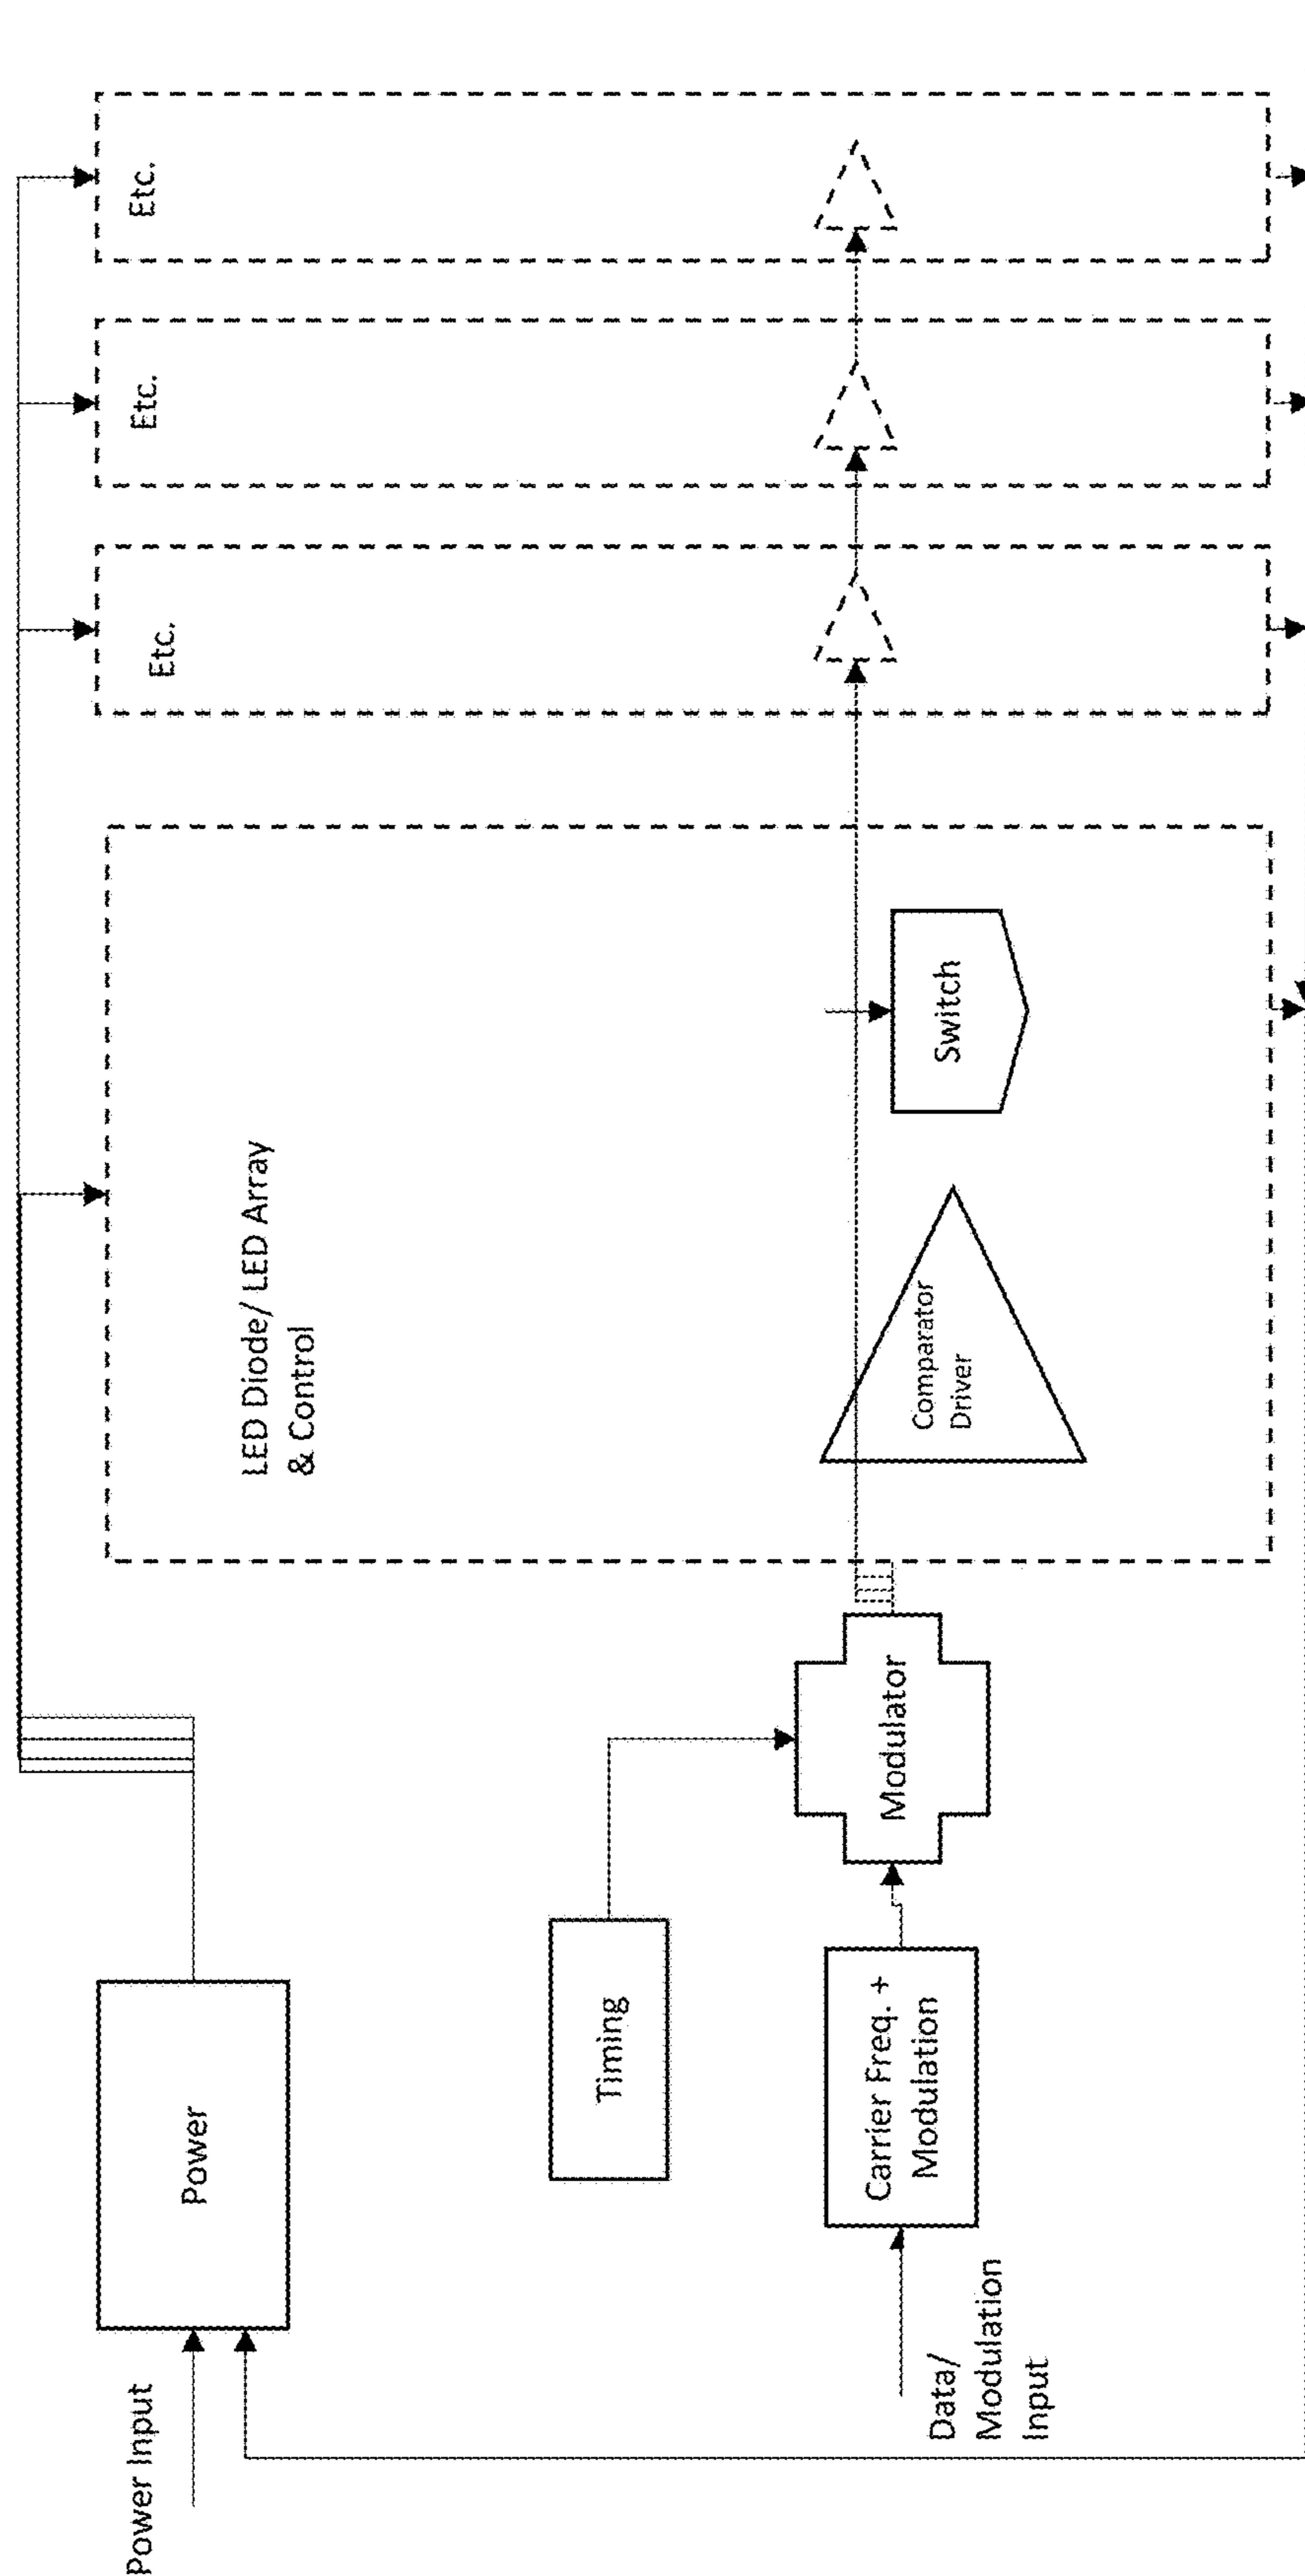 Power Input
Power
Timing
Data/
Modulation
Input
Carrier Freq. +
Modulation
Modulator
LED Diode/ LED Array
& Control
Comparator
Driver
Switch
Etc.
Etc.
Etc.